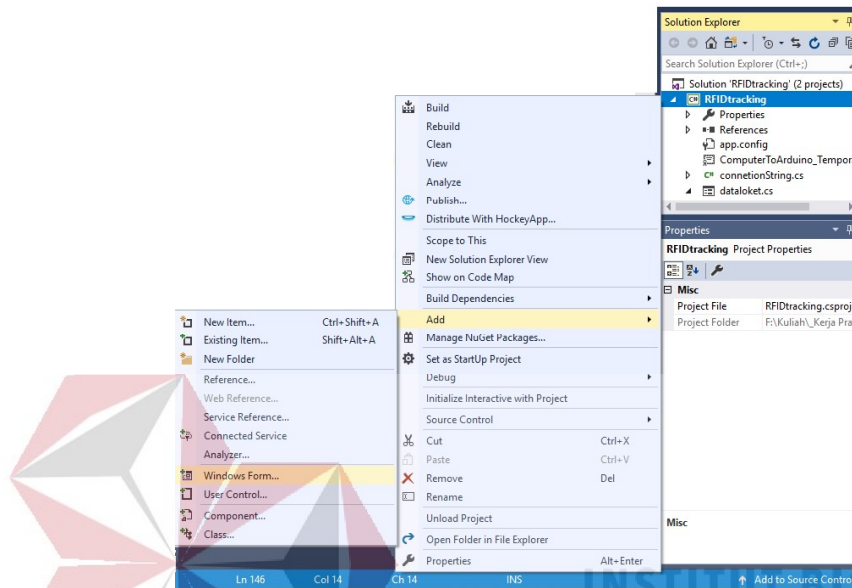 Solution Explorer
Search Solution Explorer (Ctrl+;)
Solution 'RFIDtracking' (2 projects)
RFIDtracking
Properties
References
app.config
ComputerToArduino_Tempor
connetionString.cs
dataloket.cs
Properties
RFIDtracking Project Properties
Misc
Project File RFIDtracking.csproj
Project Folder F:\Kuliah\_Kerja Pra
Misc
Build
Rebuild
Clean
View
Analyze
Publish...
Distribute With HockeyApp...
Scope to This
New Solution Explorer View
Show on Code Map
Build Dependencies
Add
Manage NuGet Packages...
Set as StartUp Project
Debug
Initialize Interactive with Project
Source Control
Cut Ctrl+X
Paste Ctrl+V
Remove Del
Rename
Unload Project
Open Folder in File Explorer
Properties Alt+Enter
New Item... Ctrl+Shift+A
Existing Item... Shift+Alt+A
New Folder
Reference...
Web Reference...
Service Reference...
Connected Service
Analyzer...
Windows Form...
User Control...
Component...
Class...
Ln 146 Col 14 Ch 14 INS Add to Source Control